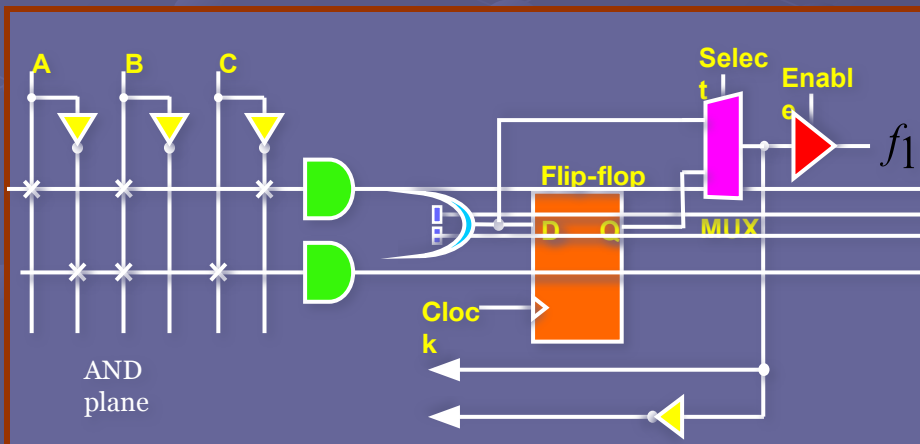 A B C
Selec
t
Enabl
e
f1
Flip-flop
D Q
MUX
Cloc
k
AND
plane